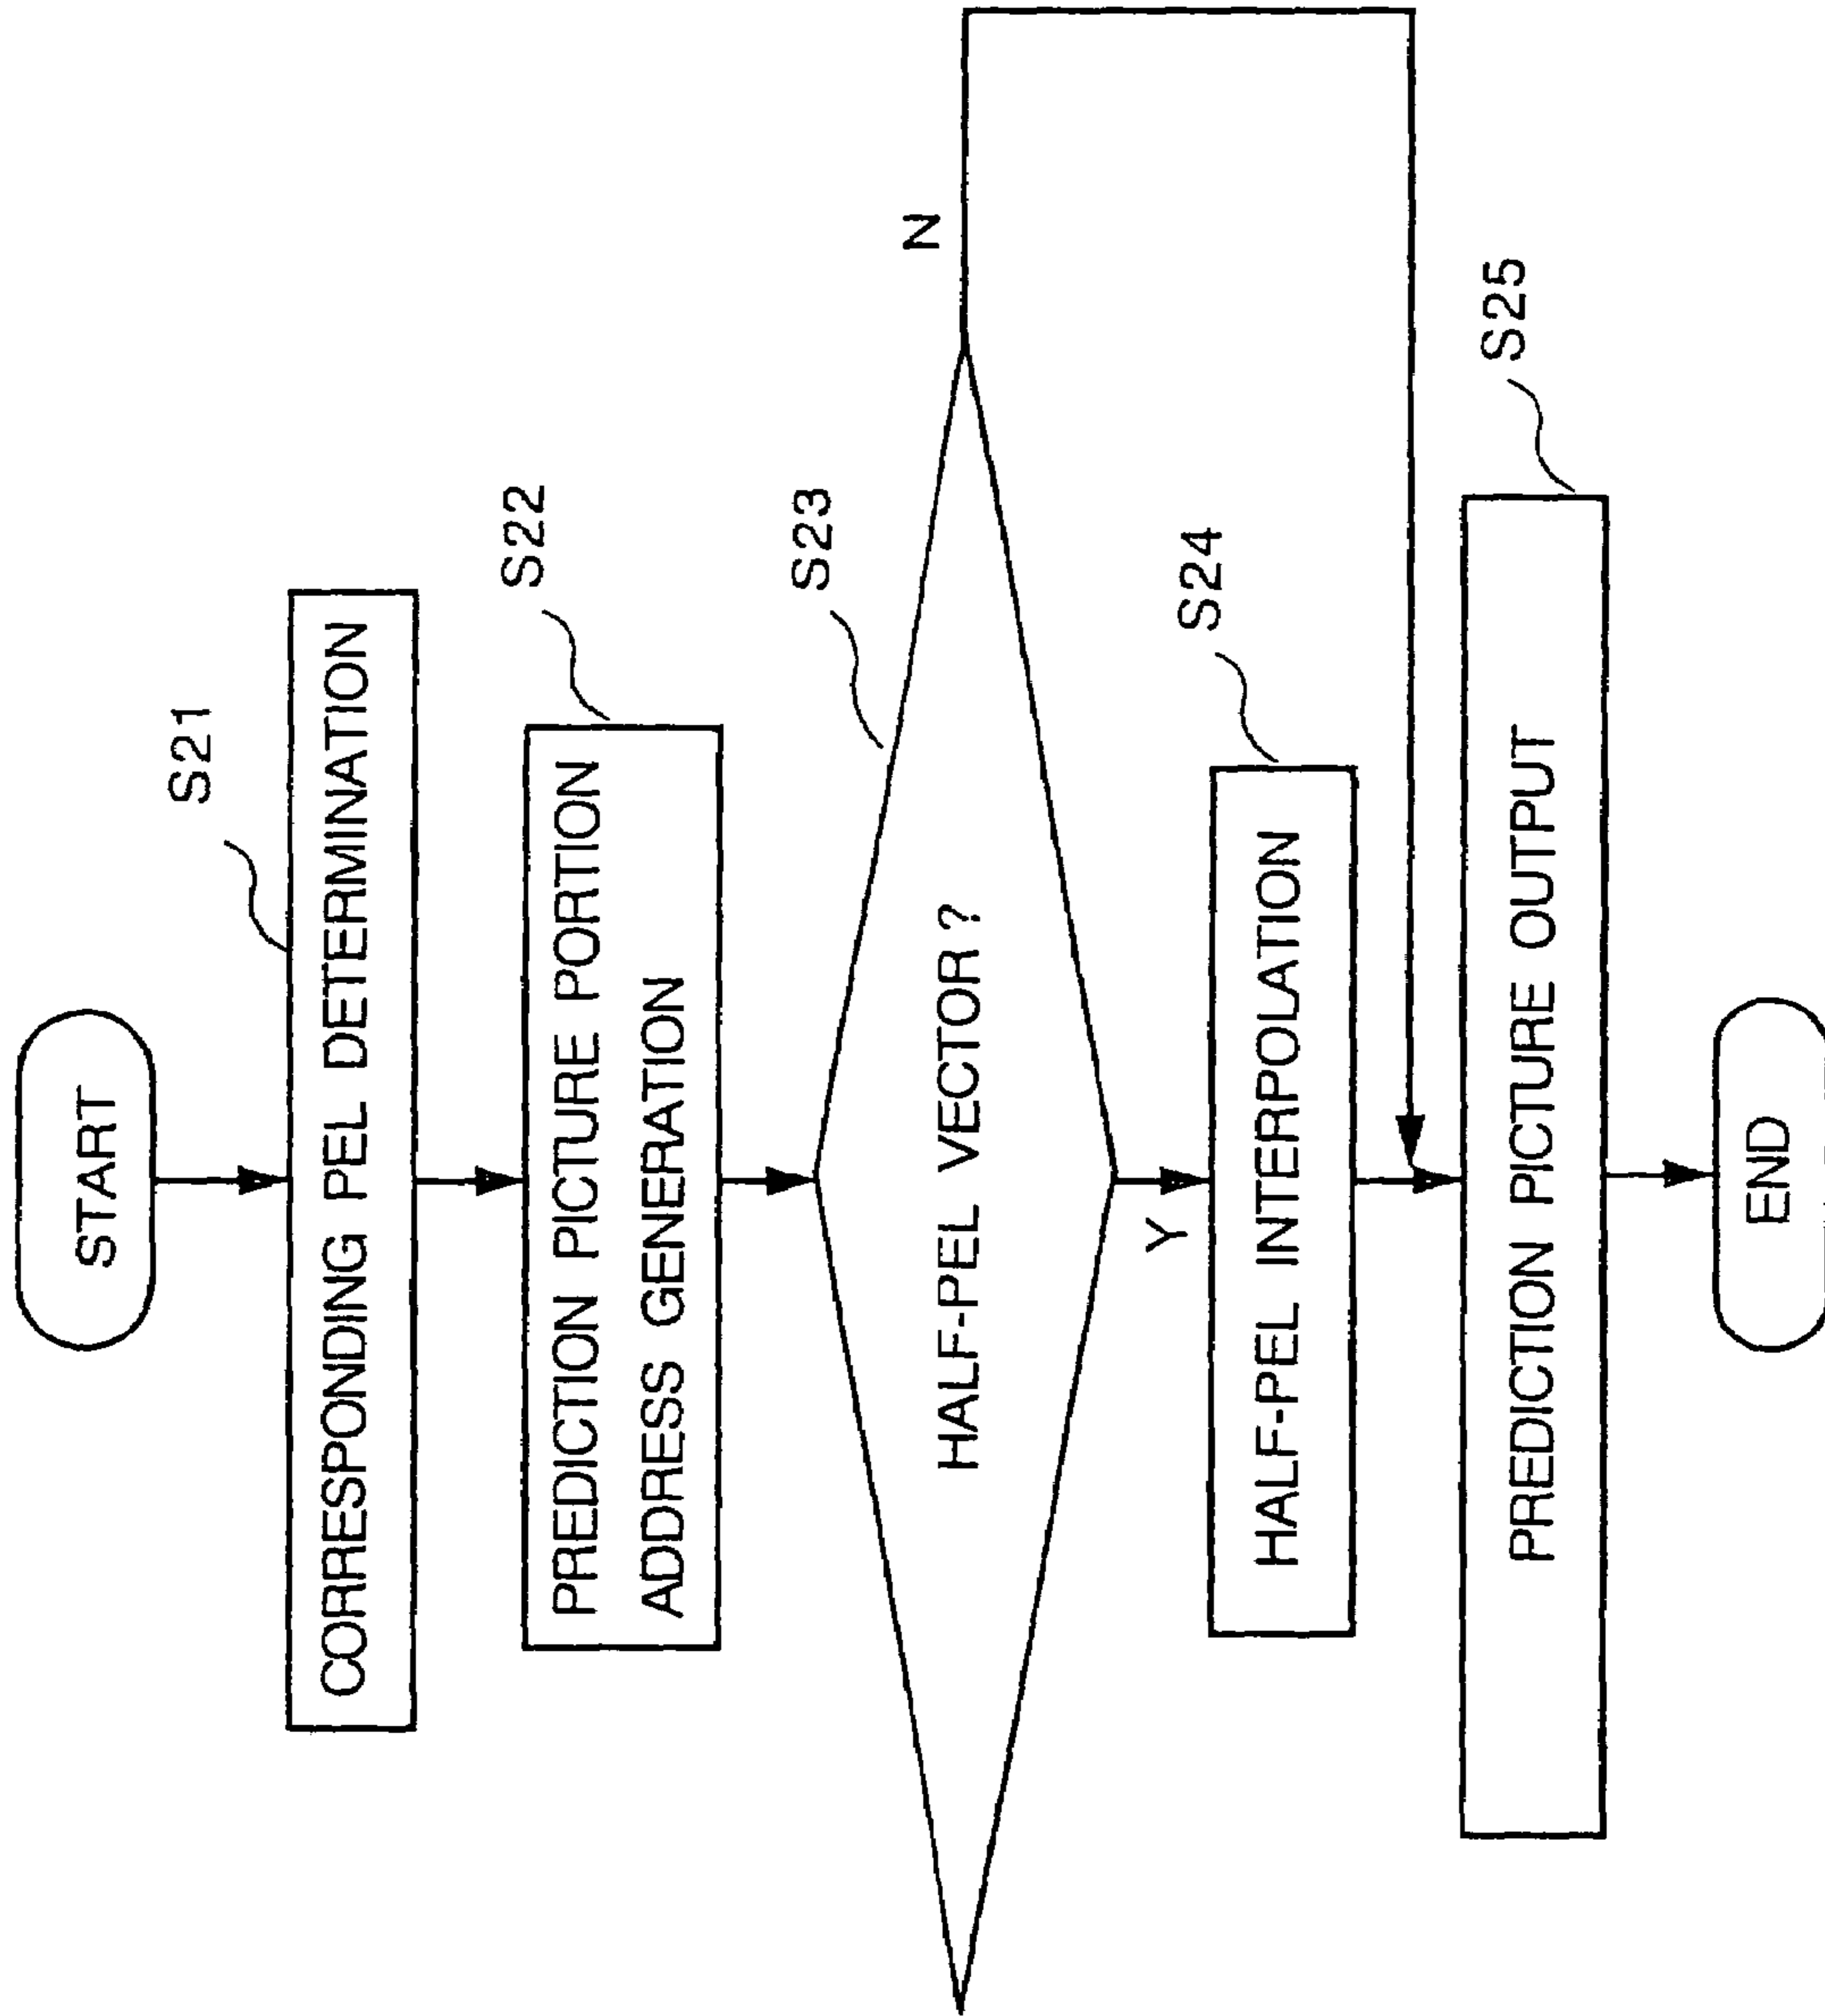 START
S21
CORRESPONDING PEL DETERMINATION
S22
PREDICTION PICTURE PORTION
ADDRESS GENERATION
S23
HALF-PEL VECTOR?
N
Y
S24
HALF-PEL INTERPOLATION
S25
PREDICTION PICTURE OUTPUT
END